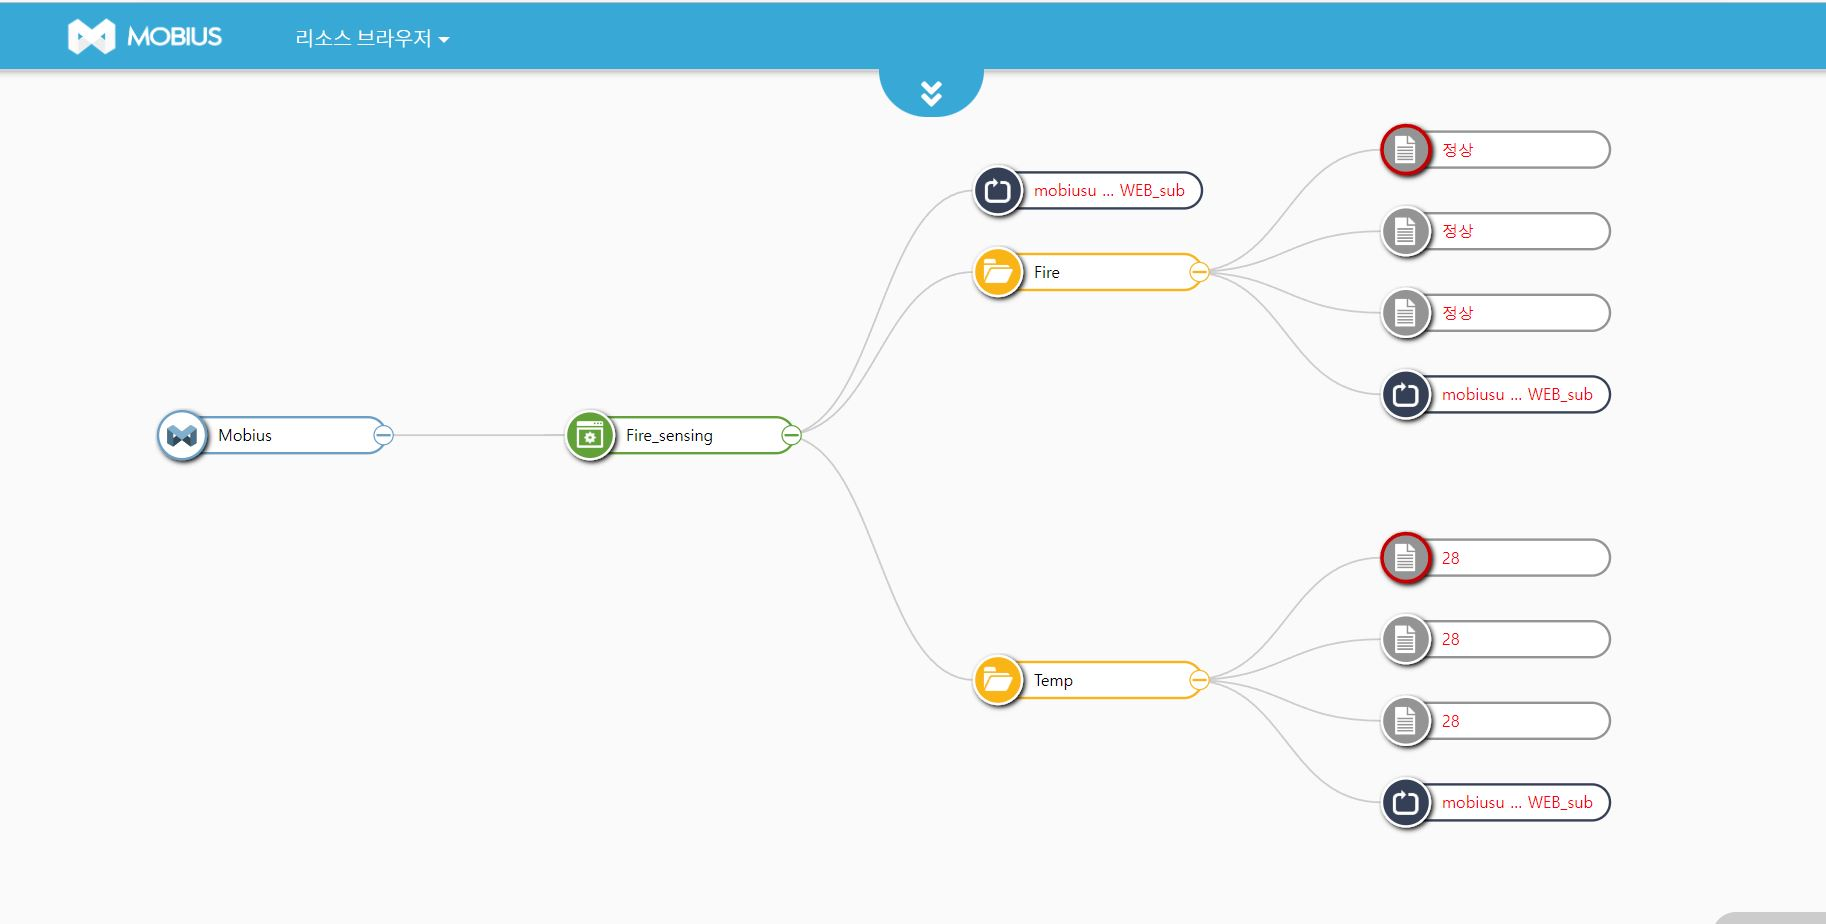 MOBIUS
리소스 브라우저
정상
mobiusu ... WEB_sub
정상
Fire
정상
mobiusu ... WEB_sub
Mobius
Fire_sensing
28
28
Temp
28
mobiusu ... WEB_sub